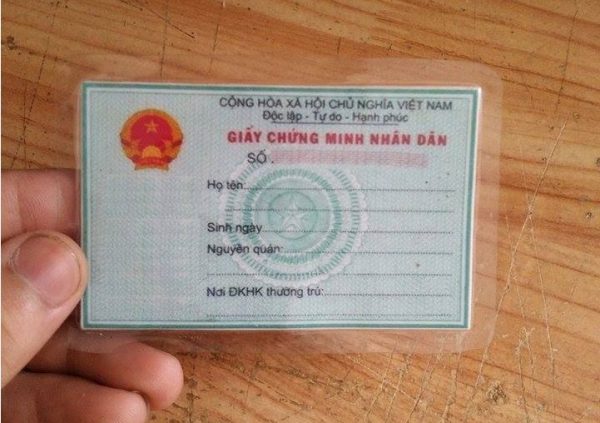 CỘNG HÒA XÃ HỘI CHỦ NGHĨA VIỆT NAM
Độc lập - Tự do - Hạnh phúc
GIẤY CHỨNG MINH NHÂN DÂN
SỐ
Họ tên:
Sinh ngày
Nguyên quán:
Nơi ĐKHK thường trú: